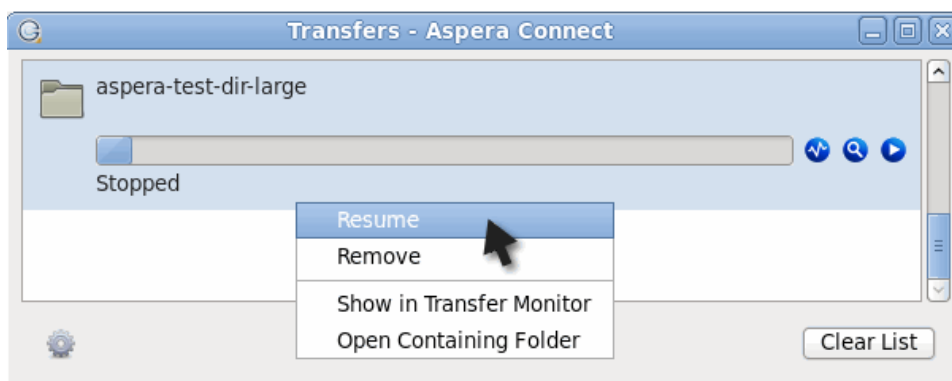 Transfers - Aspera Connect
aspera-test-dir-large
Stopped
Resume
Remove
Show in Transfer Monitor
Open Containing Folder
Clear List